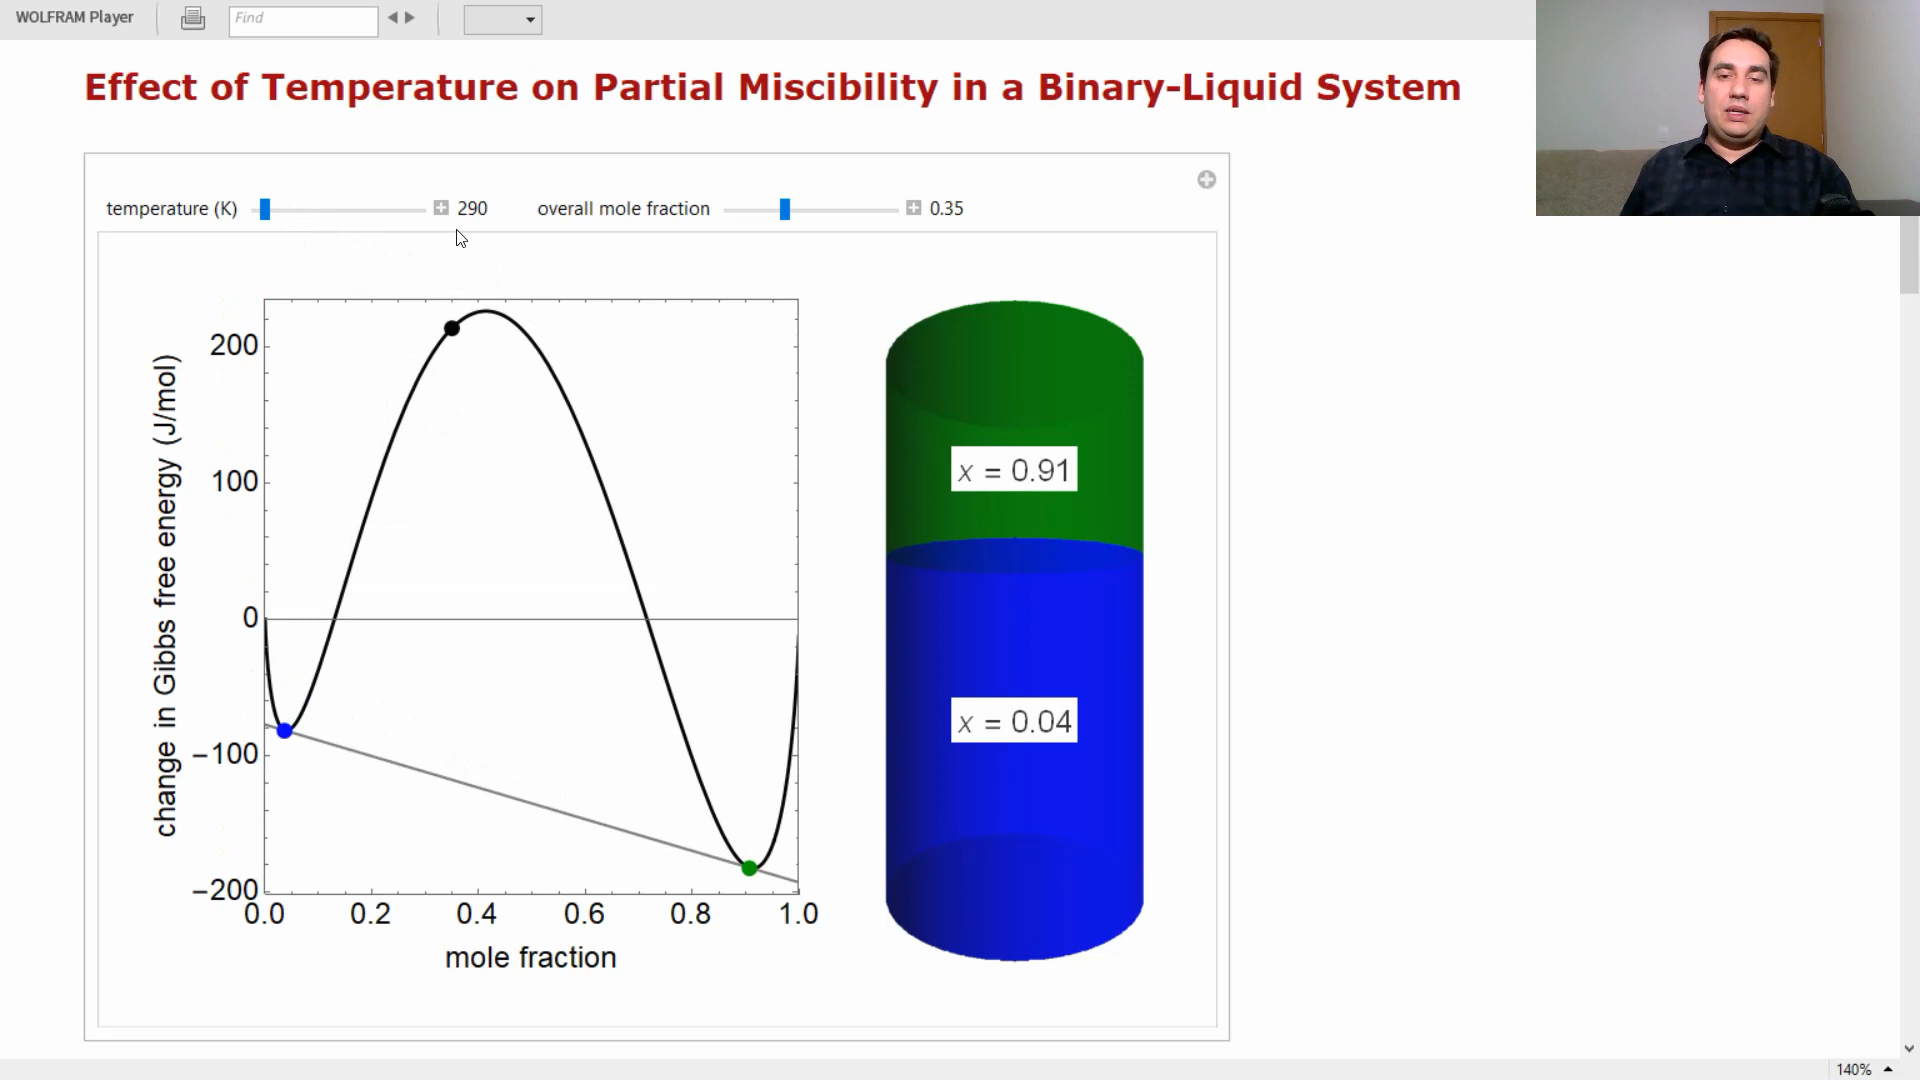 WOLFRAM Player
Find
Effect of Temperature on Partial Miscibility in a Binary-Liquid System
temperature (K) 290 overall mole fraction 0.35
change in Gibbs free energy (J/mol)
200
100
0
−100
−200
0.0 0.2 0.4 0.6 0.8 1.0
mole fraction
x = 0.91
x = 0.04
140%